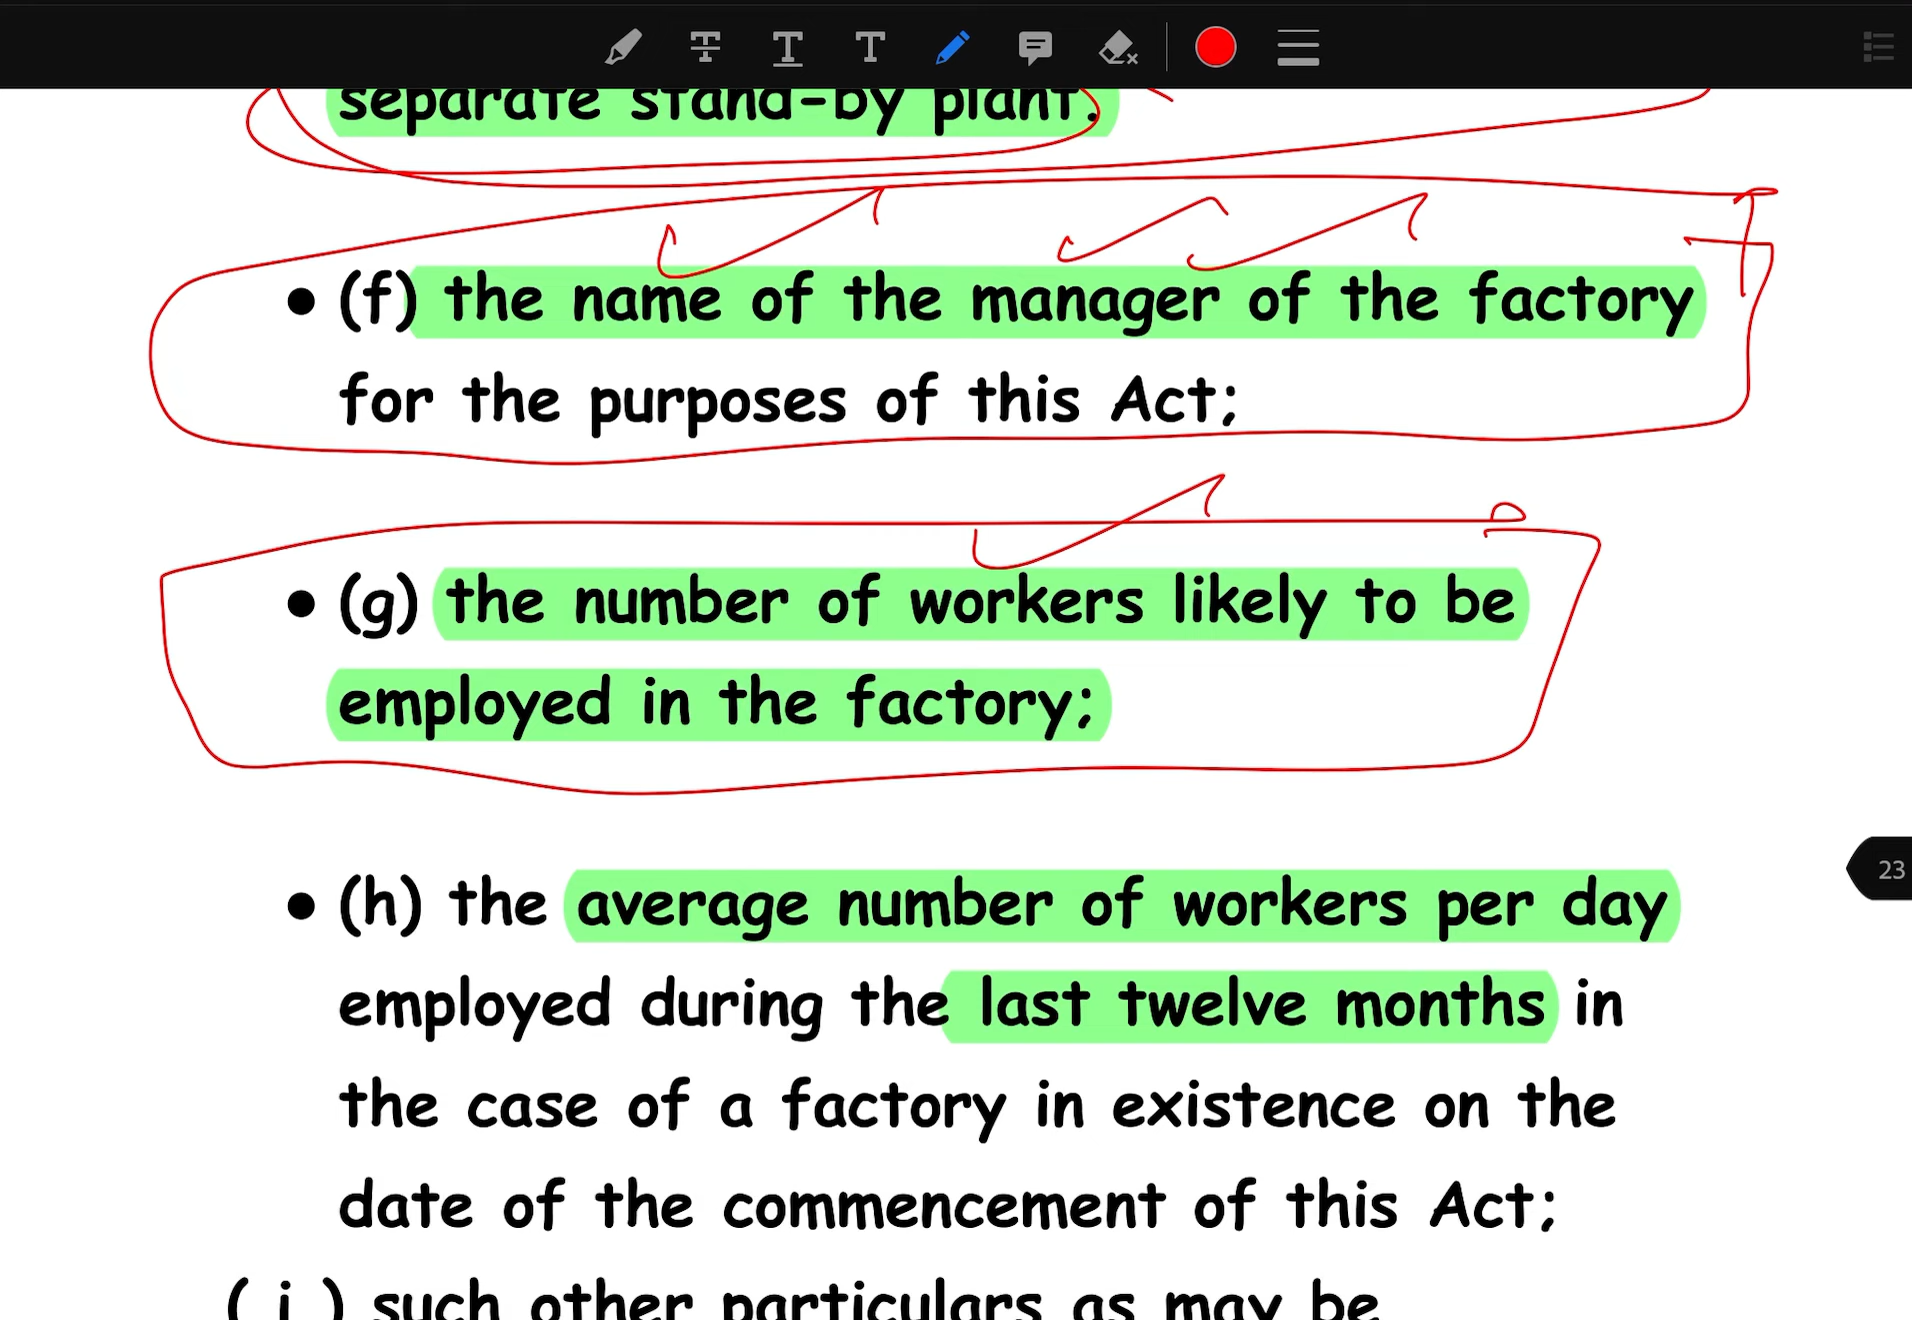 separate stand-by plant.
• (f) the name of the manager of the factory
for the purposes of this Act;
• (g) the number of workers likely to be
employed in the factory;
• (h) the average number of workers per day
employed during the last twelve months in
the case of a factory in existence on the
date of the commencement of this Act;
( i ) such other particulars as may be
23